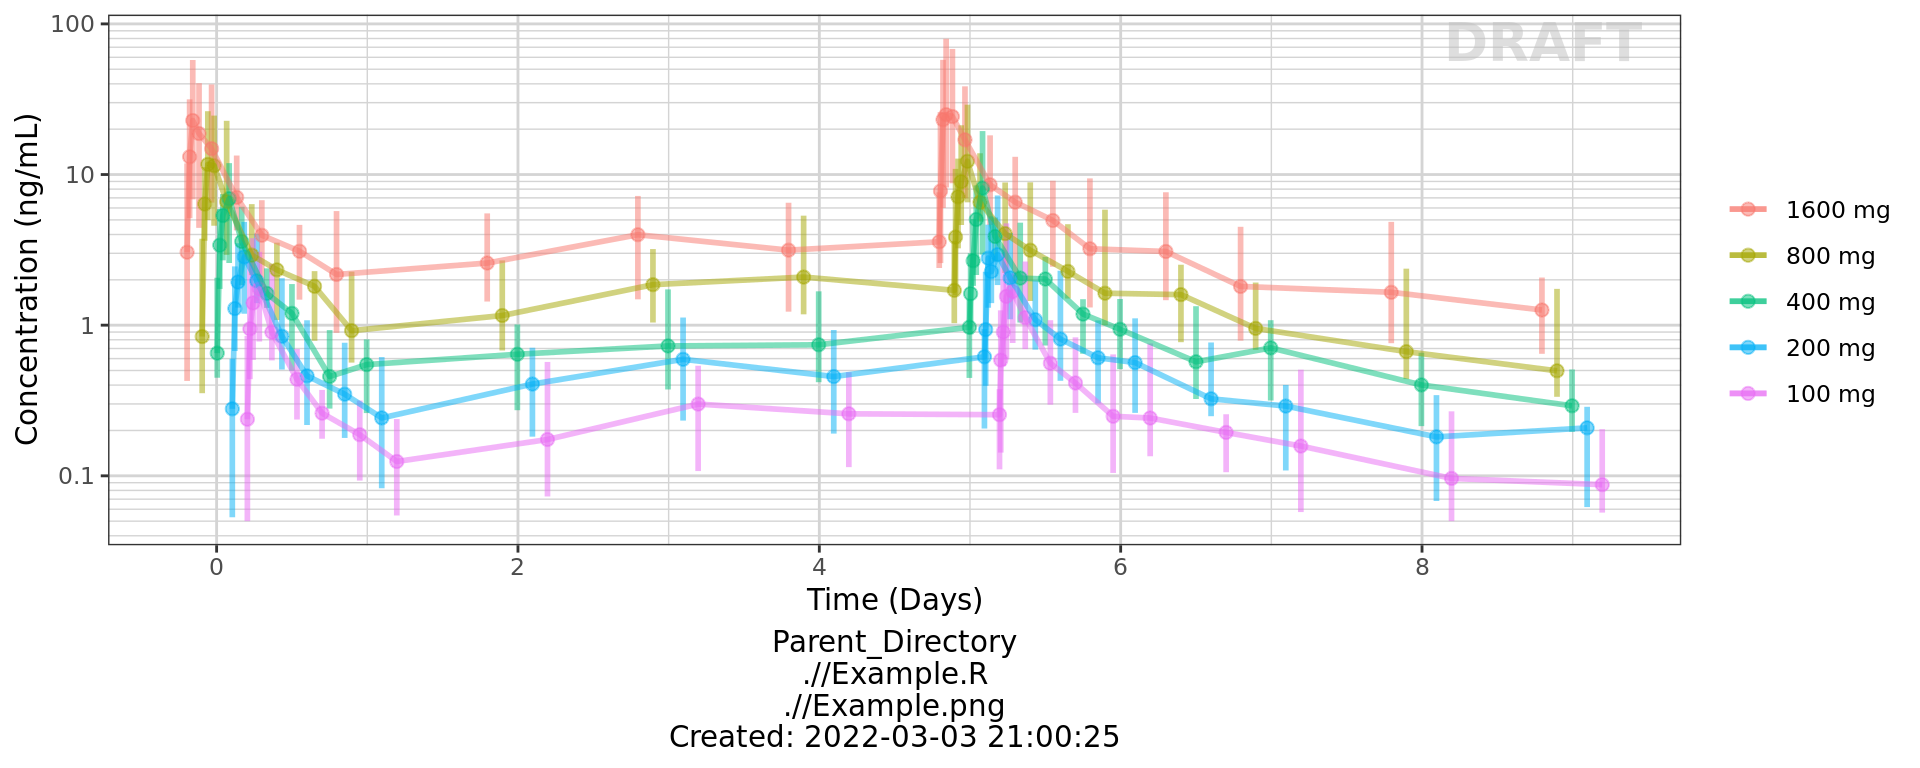 DRAFT
100
10
1
0.1
Concentration (ng/mL)
0 2 4 6 8
Time (Days)
1600 mg
800 mg
400 mg
200 mg
100 mg
Parent_Directory
.//Example.R
.//Example.png
Created: 2022-03-03 21:00:25